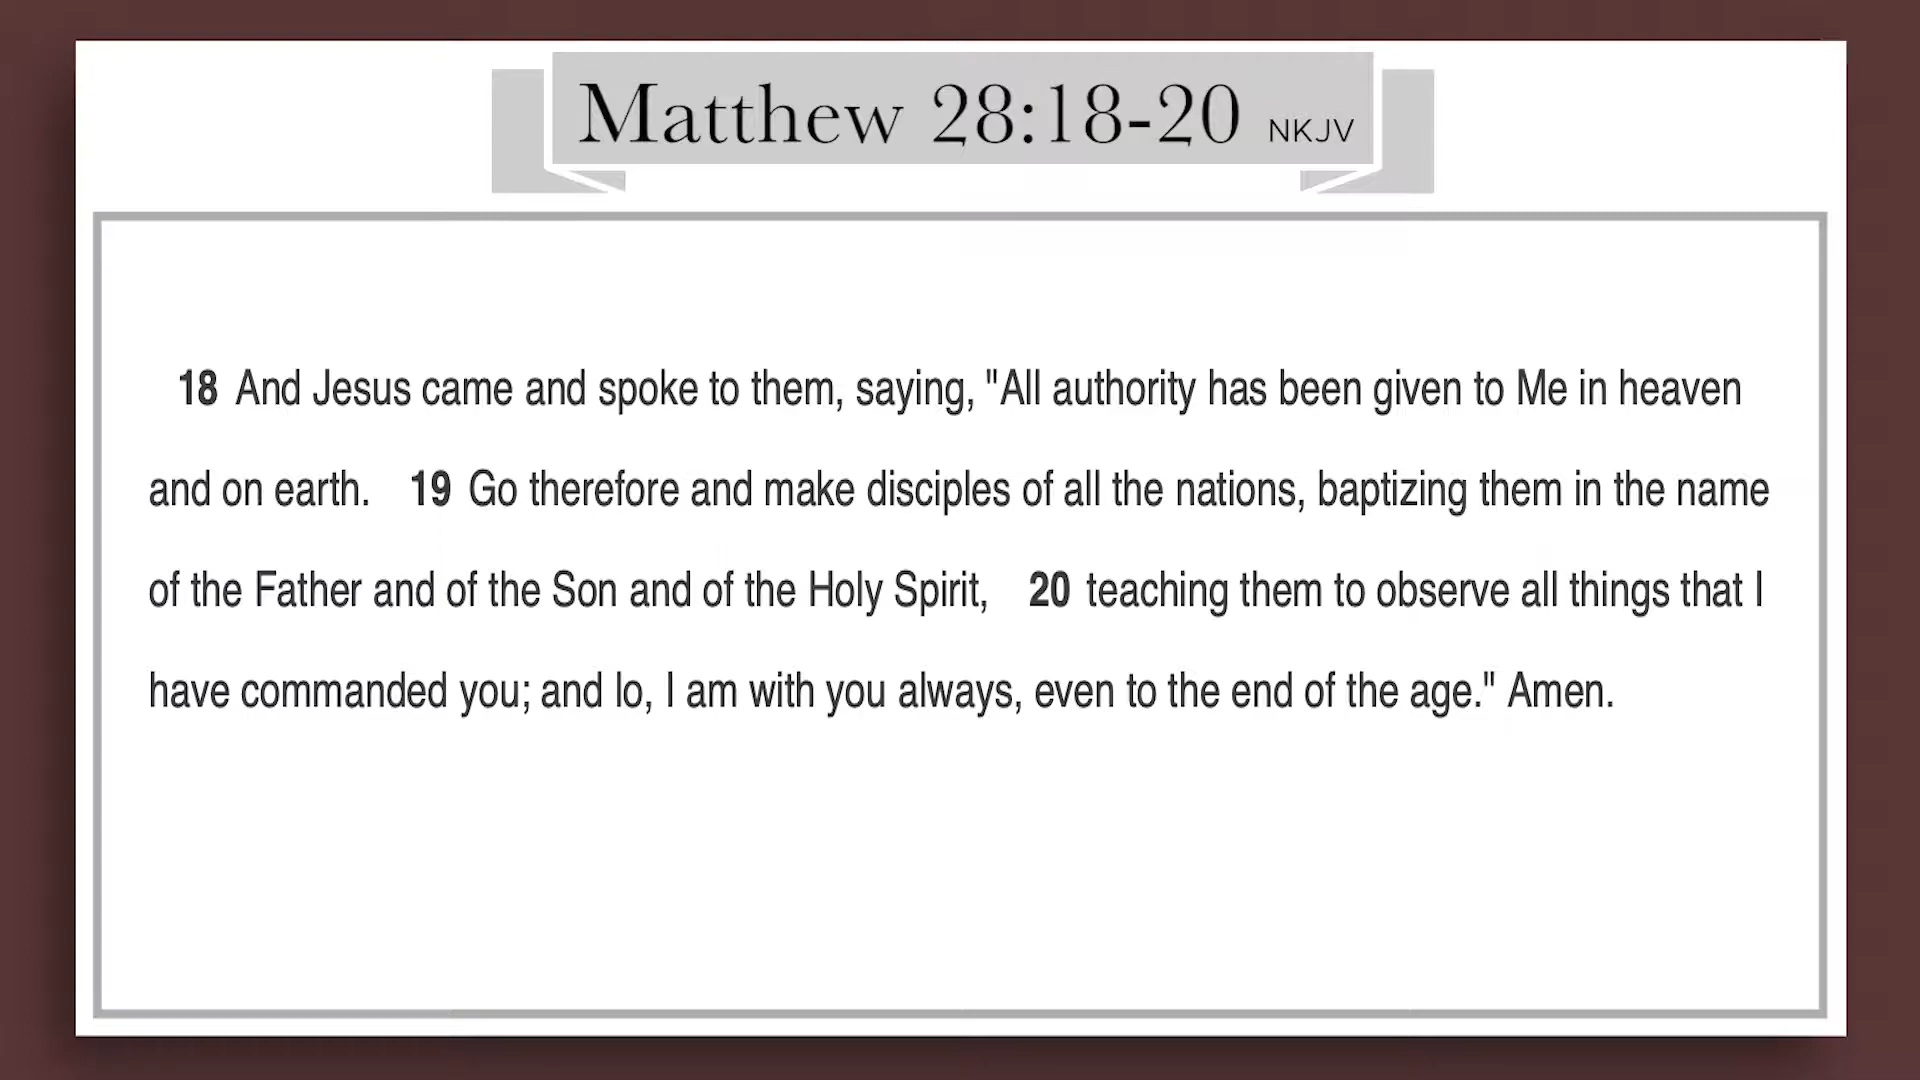 Matthew 28:18-20 NKJV
18 And Jesus came and spoke to them, saying, "All authority has been given to Me in heaven
and on earth. 19 Go therefore and make disciples of all the nations, baptizing them in the name
of the Father and of the Son and of the Holy Spirit, 20 teaching them to observe all things that I
have commanded you; and lo, I am with you always, even to the end of the age." Amen.